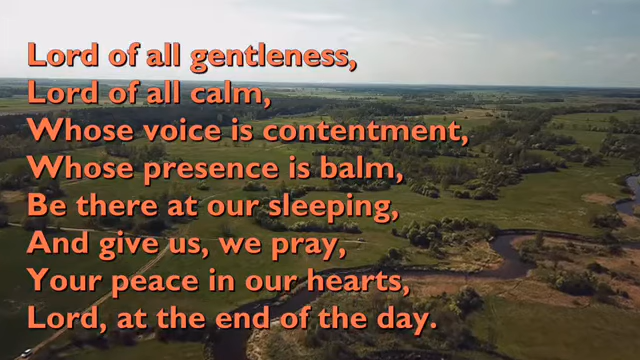 Lord of all gentleness,
Lord of all calm,
Whose voice is contentment,
Whose presence is balm,
Be there at our sleeping,
And give us, we pray,
Your peace in our hearts,
Lord, at the end of the day.